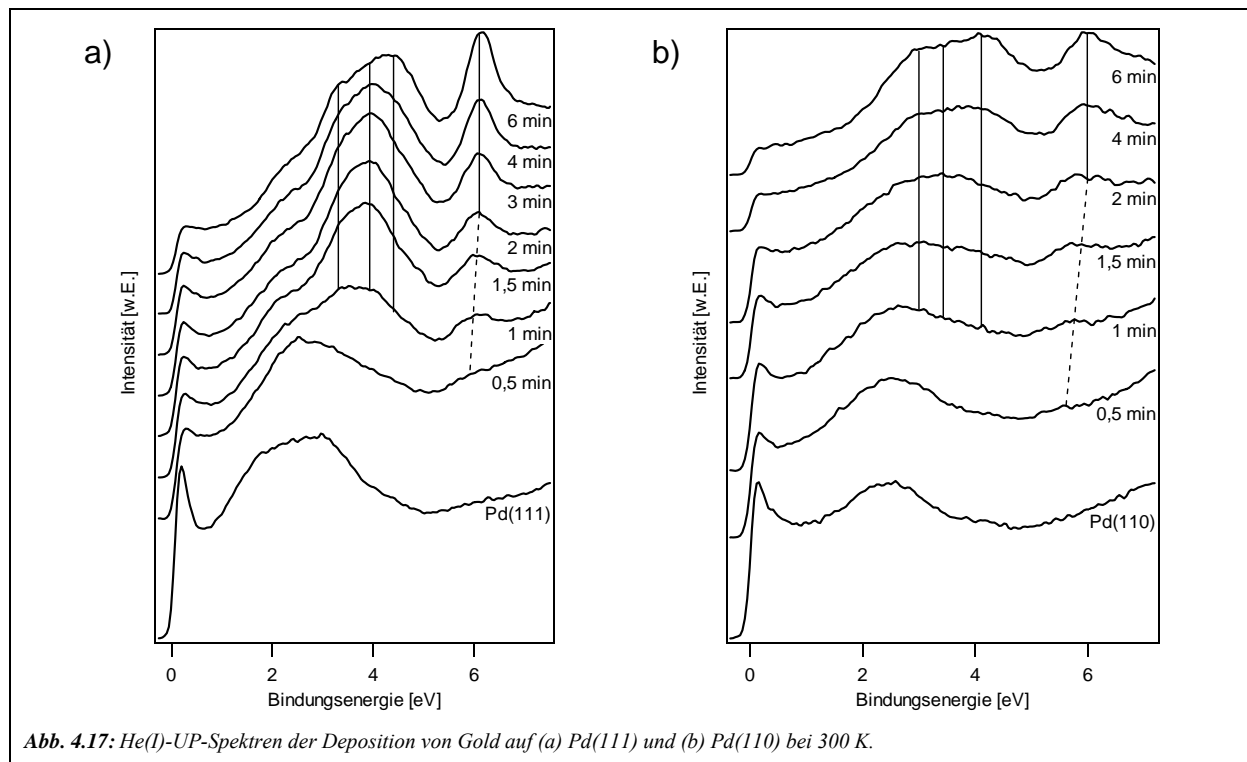 a)
6 min
4 min
3 min
2 min
1,5 min
1 min
0,5 min
Pd(111)
Intensität [w.E.]
0 2 4 6
Bindungsenergie [eV]
b)
6 min
4 min
2 min
1,5 min
1 min
0,5 min
Pd(110)
Intensität [w.E.]
0 2 4 6
Bindungsenergie [eV]
Abb. 4.17: He(I)-UP-Spektren der Deposition von Gold auf (a) Pd(111) und (b) Pd(110) bei 300 K.